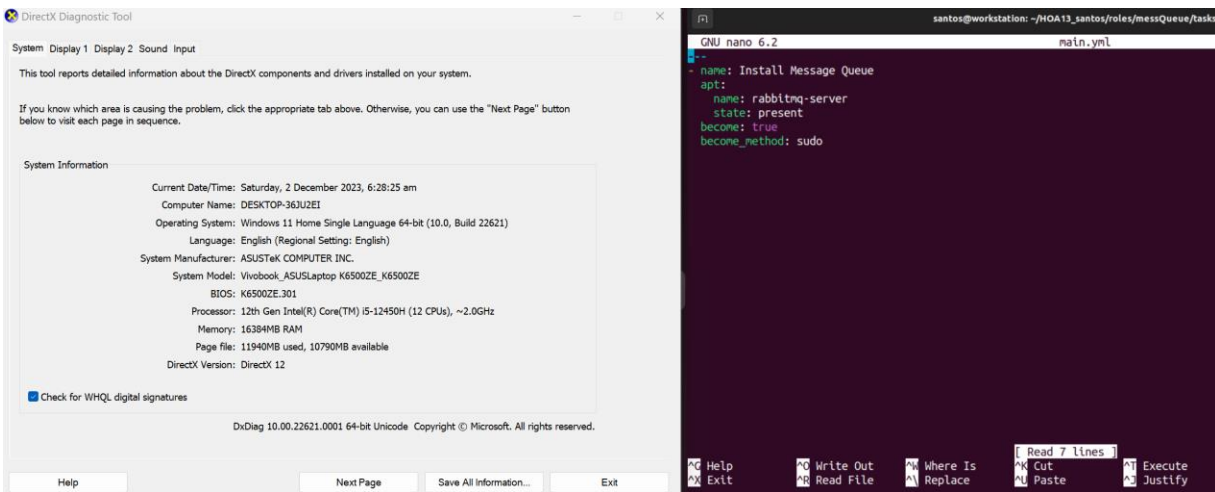 DirectX Diagnostic Tool
System Display 1 Display 2 Sound Input
This tool reports detailed information about the DirectX components and drivers installed on your system.
If you know which area is causing the problem, click the appropriate tab above. Otherwise, you can use the "Next Page" button
below to visit each page in sequence.
System Information
Current Date/Time: Saturday, 2 December 2023, 6:28:25 am
Computer Name: DESKTOP-36JU2EI
Operating System: Windows 11 Home Single Language 64-bit (10.0, Build 22621)
Language: English (Regional Setting: English)
System Manufacturer: ASUSTeK COMPUTER INC.
System Model: Vivobook_ASUSLaptop K6500ZE_K6500ZE
BIOS: K6500ZE.301
Processor: 12th Gen Intel(R) Core(TM) i5-12450H (12 CPUs), ~2.0GHz
Memory: 16384MB RAM
Page file: 11940MB used, 10790MB available
DirectX Version: DirectX 12
Check for WHQL digital signatures
DxDiag 10.00.22621.0001 64-bit Unicode Copyright © Microsoft. All rights reserved.
Help Next Page Save All Information... Exit
santos@workstation: ~/HOA13_santos/roles/messQueue/tasks
GNU nano 6.2 main.yml
---
- name: Install Message Queue
  apt:
    name: rabbitmq-server
    state: present
  become: true
  become_method: sudo
[ Read 7 lines ]
^G Help ^O Write Out ^W Where Is ^K Cut ^T Execute
^X Exit ^R Read File ^\ Replace ^U Paste ^J Justify